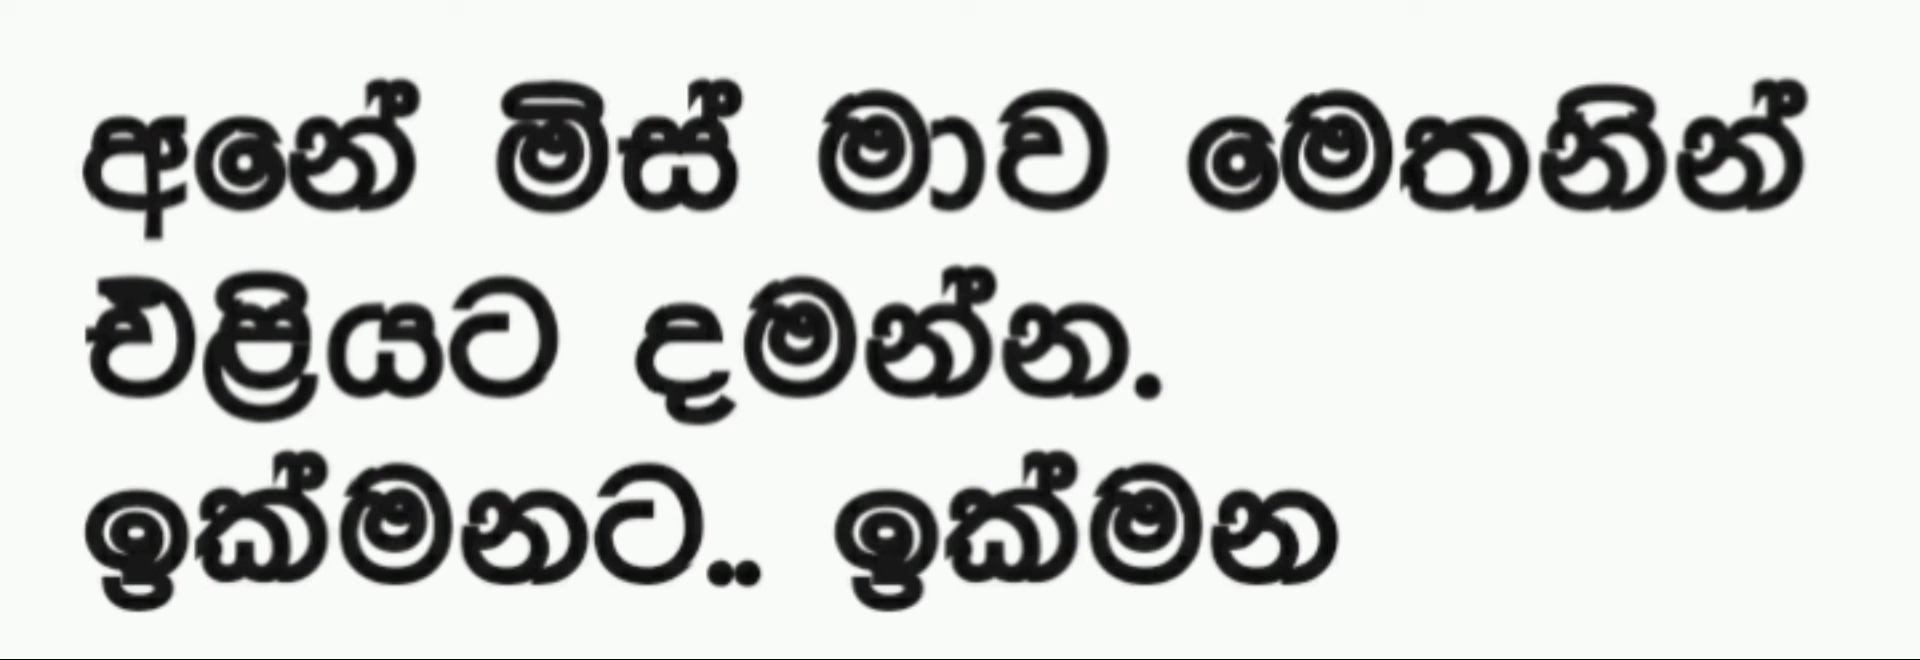 අනේ මිස් මාව මෙතනින්
එළියට දමන්න.
ඉක්මනට.. ඉක්මන